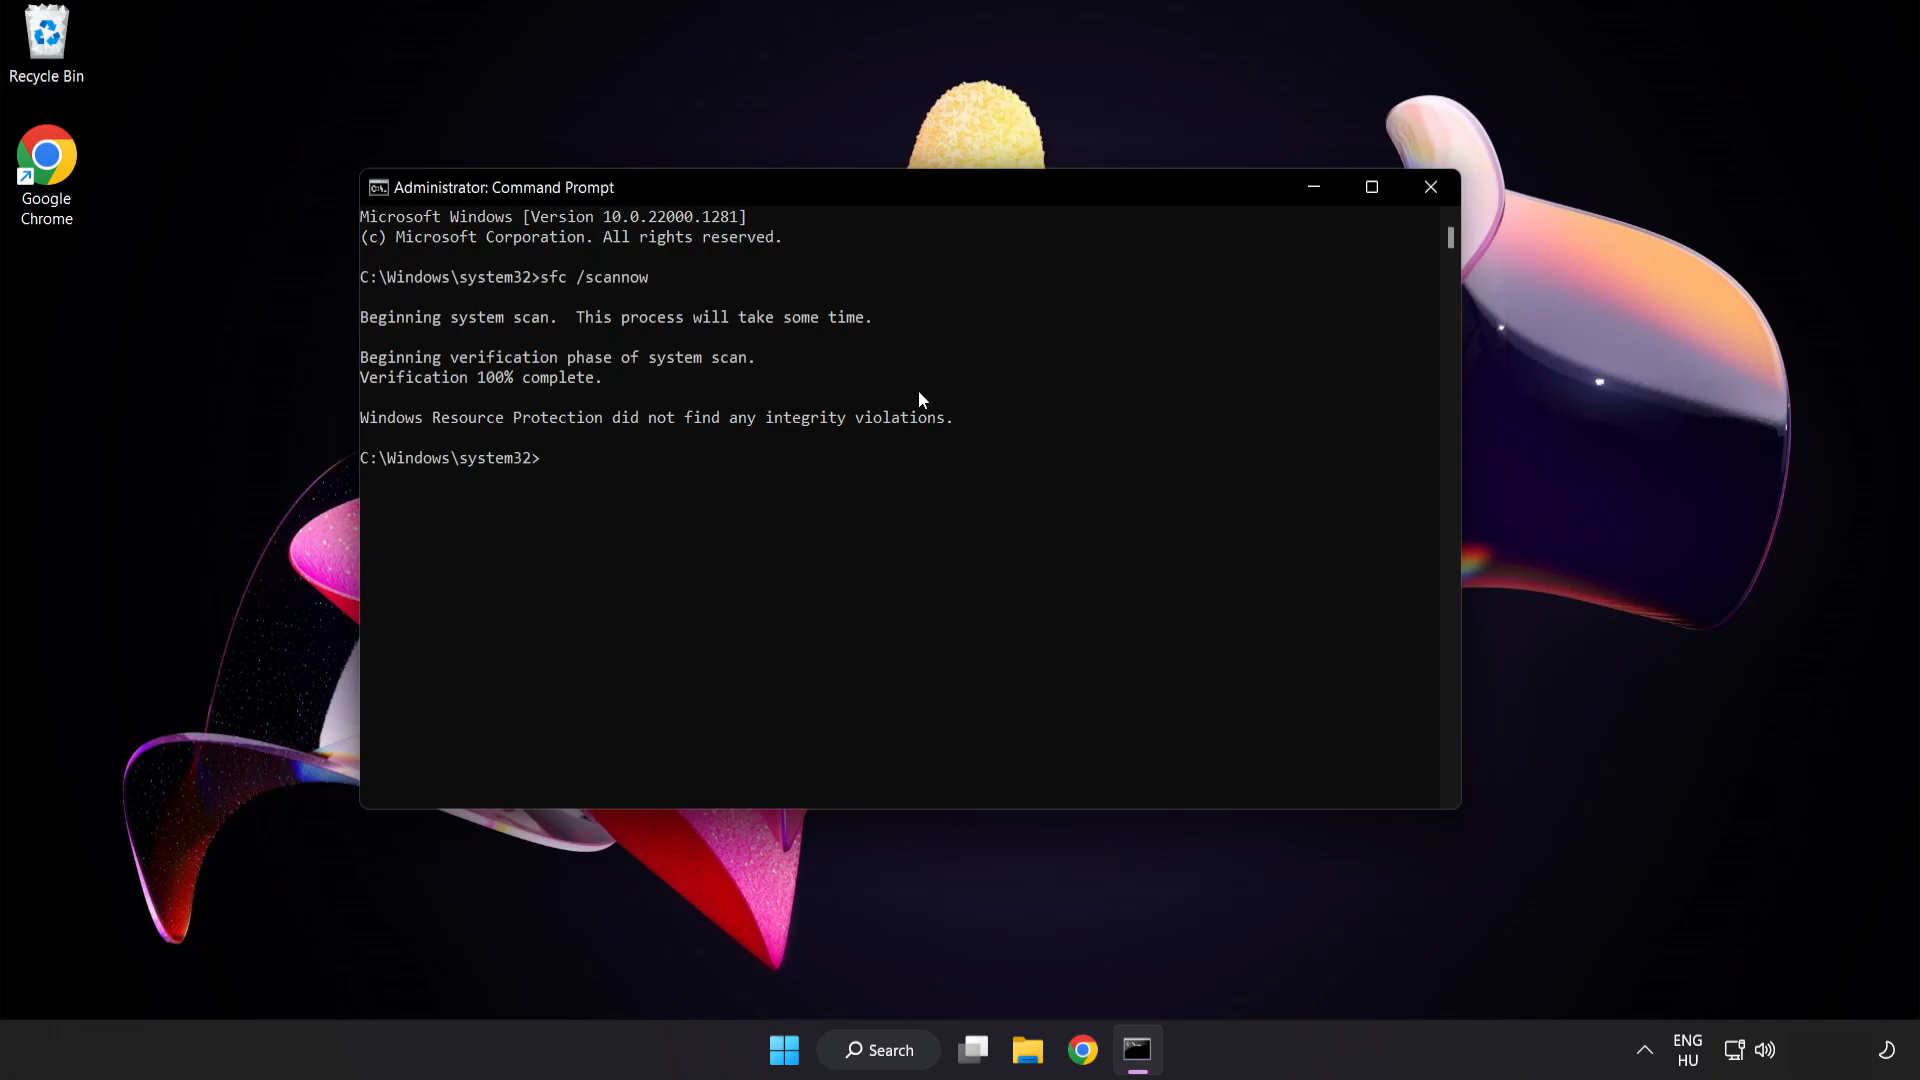 Recycle Bin
Google
Chrome
Administrator: Command Prompt
Microsoft Windows [Version 10.0.22000.1281]
(c) Microsoft Corporation. All rights reserved.
C:\Windows\system32>sfc /scannow
Beginning system scan.  This process will take some time.
Beginning verification phase of system scan.
Verification 100% complete.
Windows Resource Protection did not find any integrity violations.
C:\Windows\system32>
Search
ENG
HU